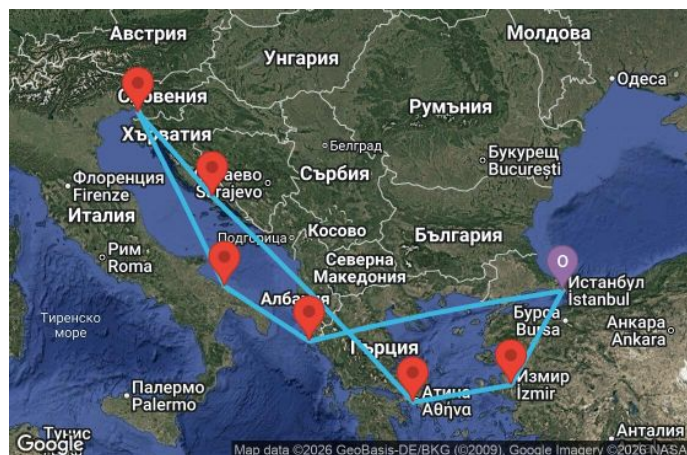 Австрия
Унгария
Молдова
Одеса
Словения
Румъния
Хърватия
Белград
Букурещ
București
Флоренция
Firenze
Сърбия
Sarajevo
Италия
Подгорица
Косово
България
Рим
Roma
Северна
Македония
O
Истанбул
İstanbul
Албания
Тиренско
море
Бурса
Bursa
Анкара
Ankara
Гърция
Палермо
Palermo
Атина
Αθήνα
Измир
İzmir
Анталия
Тунис
Google
Map data ©2026 GeoBasis-DE/BKG (©2009), Google Imagery ©2026 NASA